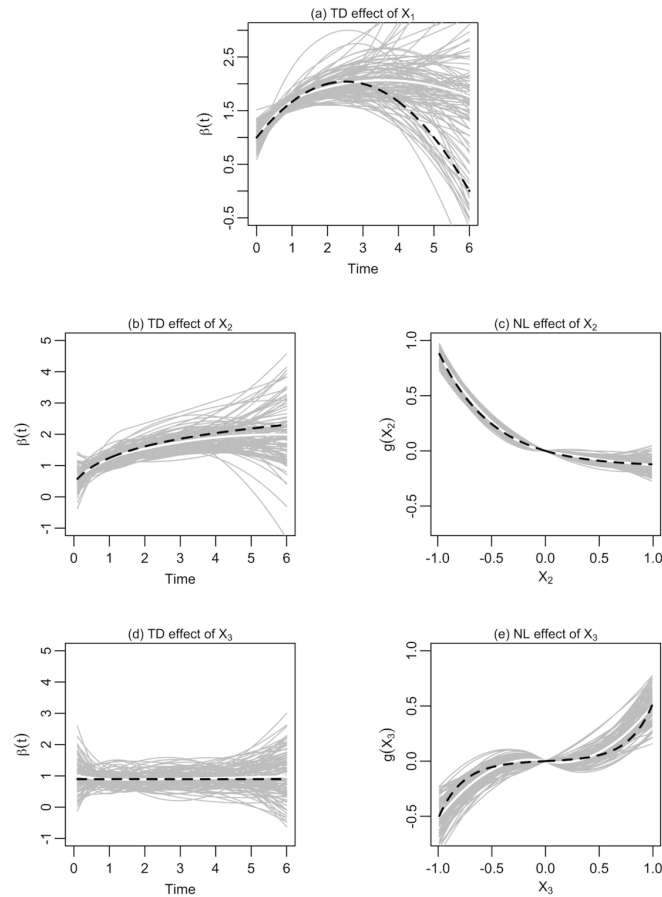 (a) TD effect of X₁
β(t)
2.5
1.5
0.5
-0.5
0 1 2 3 4 5 6
Time
(b) TD effect of X₂
β(t)
5
4
3
2
1
0
-1
0 1 2 3 4 5 6
Time
(c) NL effect of X₂
g(X₂)
1.0
0.5
0.0
-0.5
-1.0 -0.5 0.0 0.5 1.0
X₂
(d) TD effect of X₃
β(t)
5
4
3
2
1
0
-1
0 1 2 3 4 5 6
Time
(e) NL effect of X₃
g(X₃)
1.0
0.5
0.0
-0.5
-1.0 -0.5 0.0 0.5 1.0
X₃